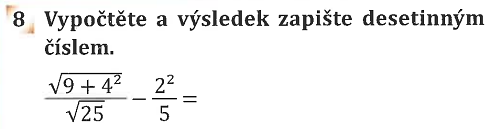 8 Vypočtěte a výsledek zapište desetinným
číslem.
√(9 + 4²)/√25 − 2²/5 =